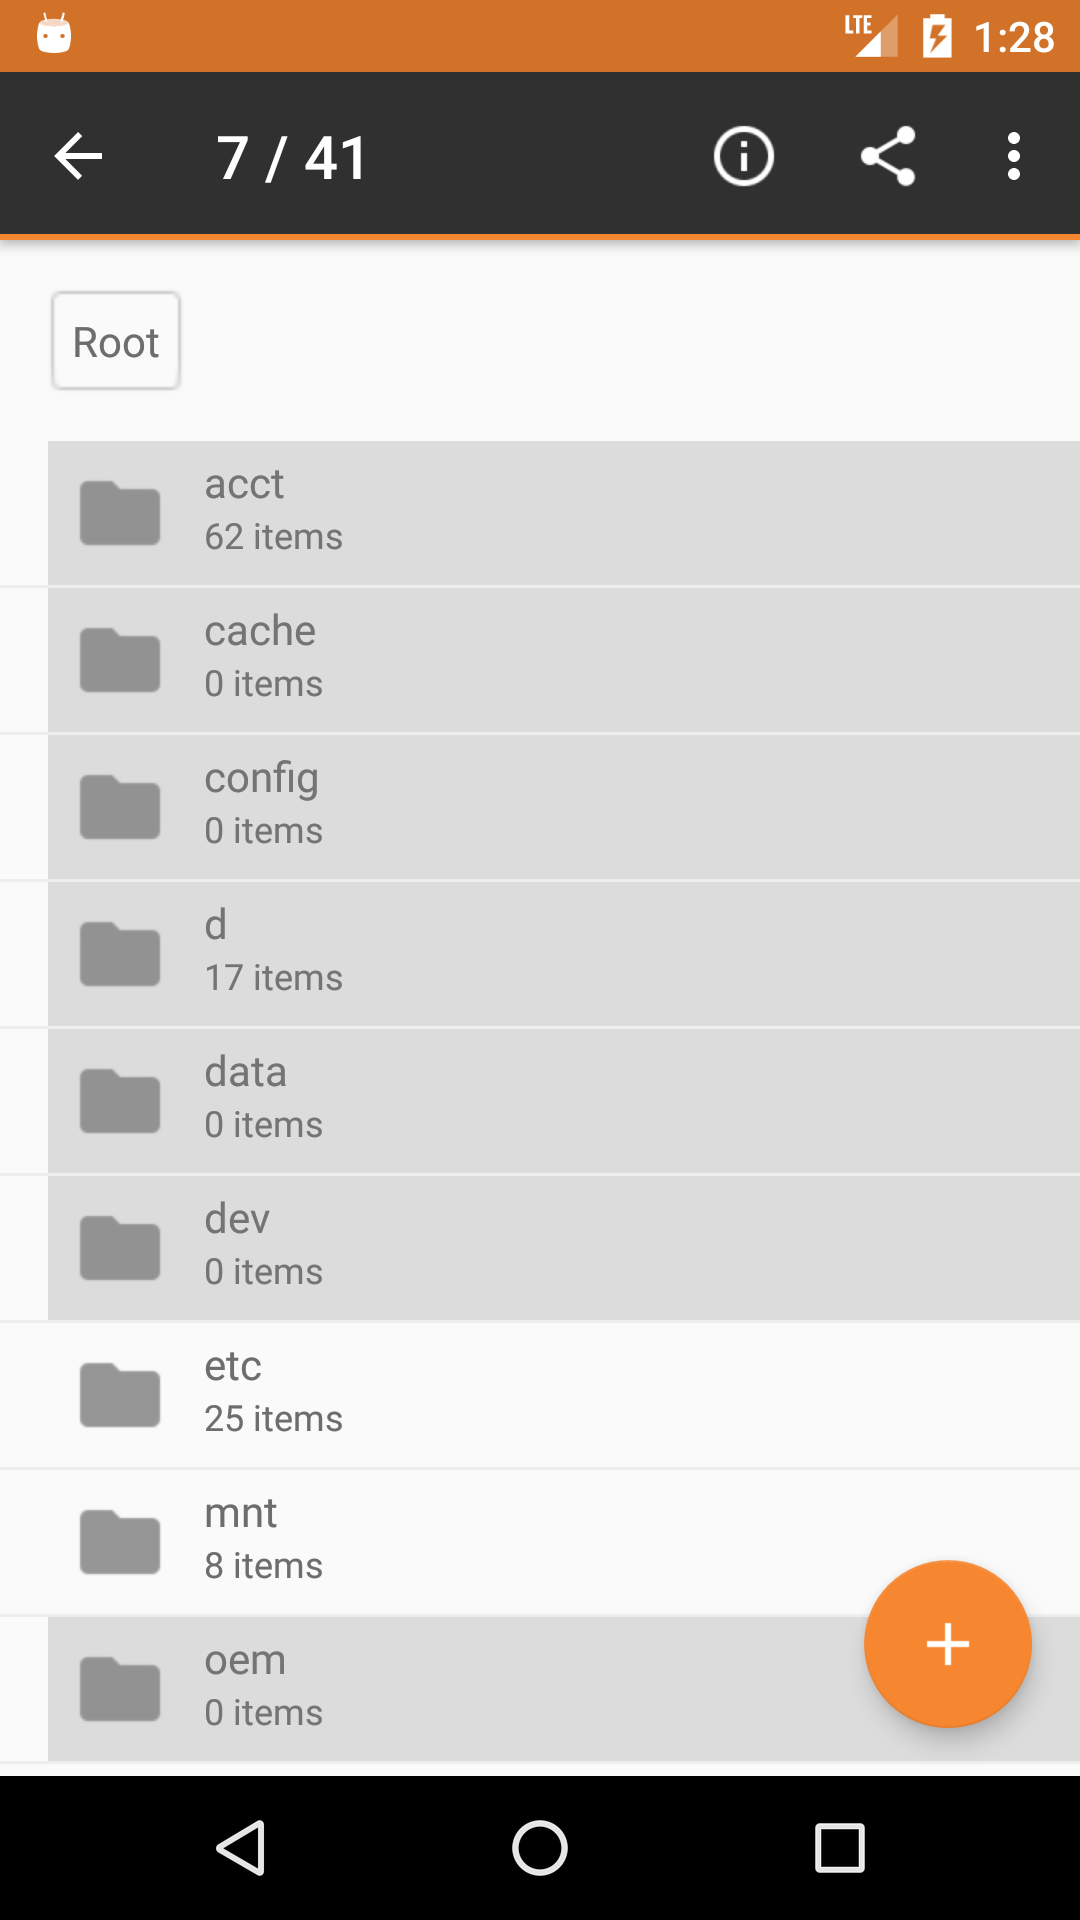 LTE 1:28
7 / 41
Root
acct
62 items
cache
0 items
config
0 items
d
17 items
data
0 items
dev
0 items
etc
25 items
mnt
8 items
oem
0 items